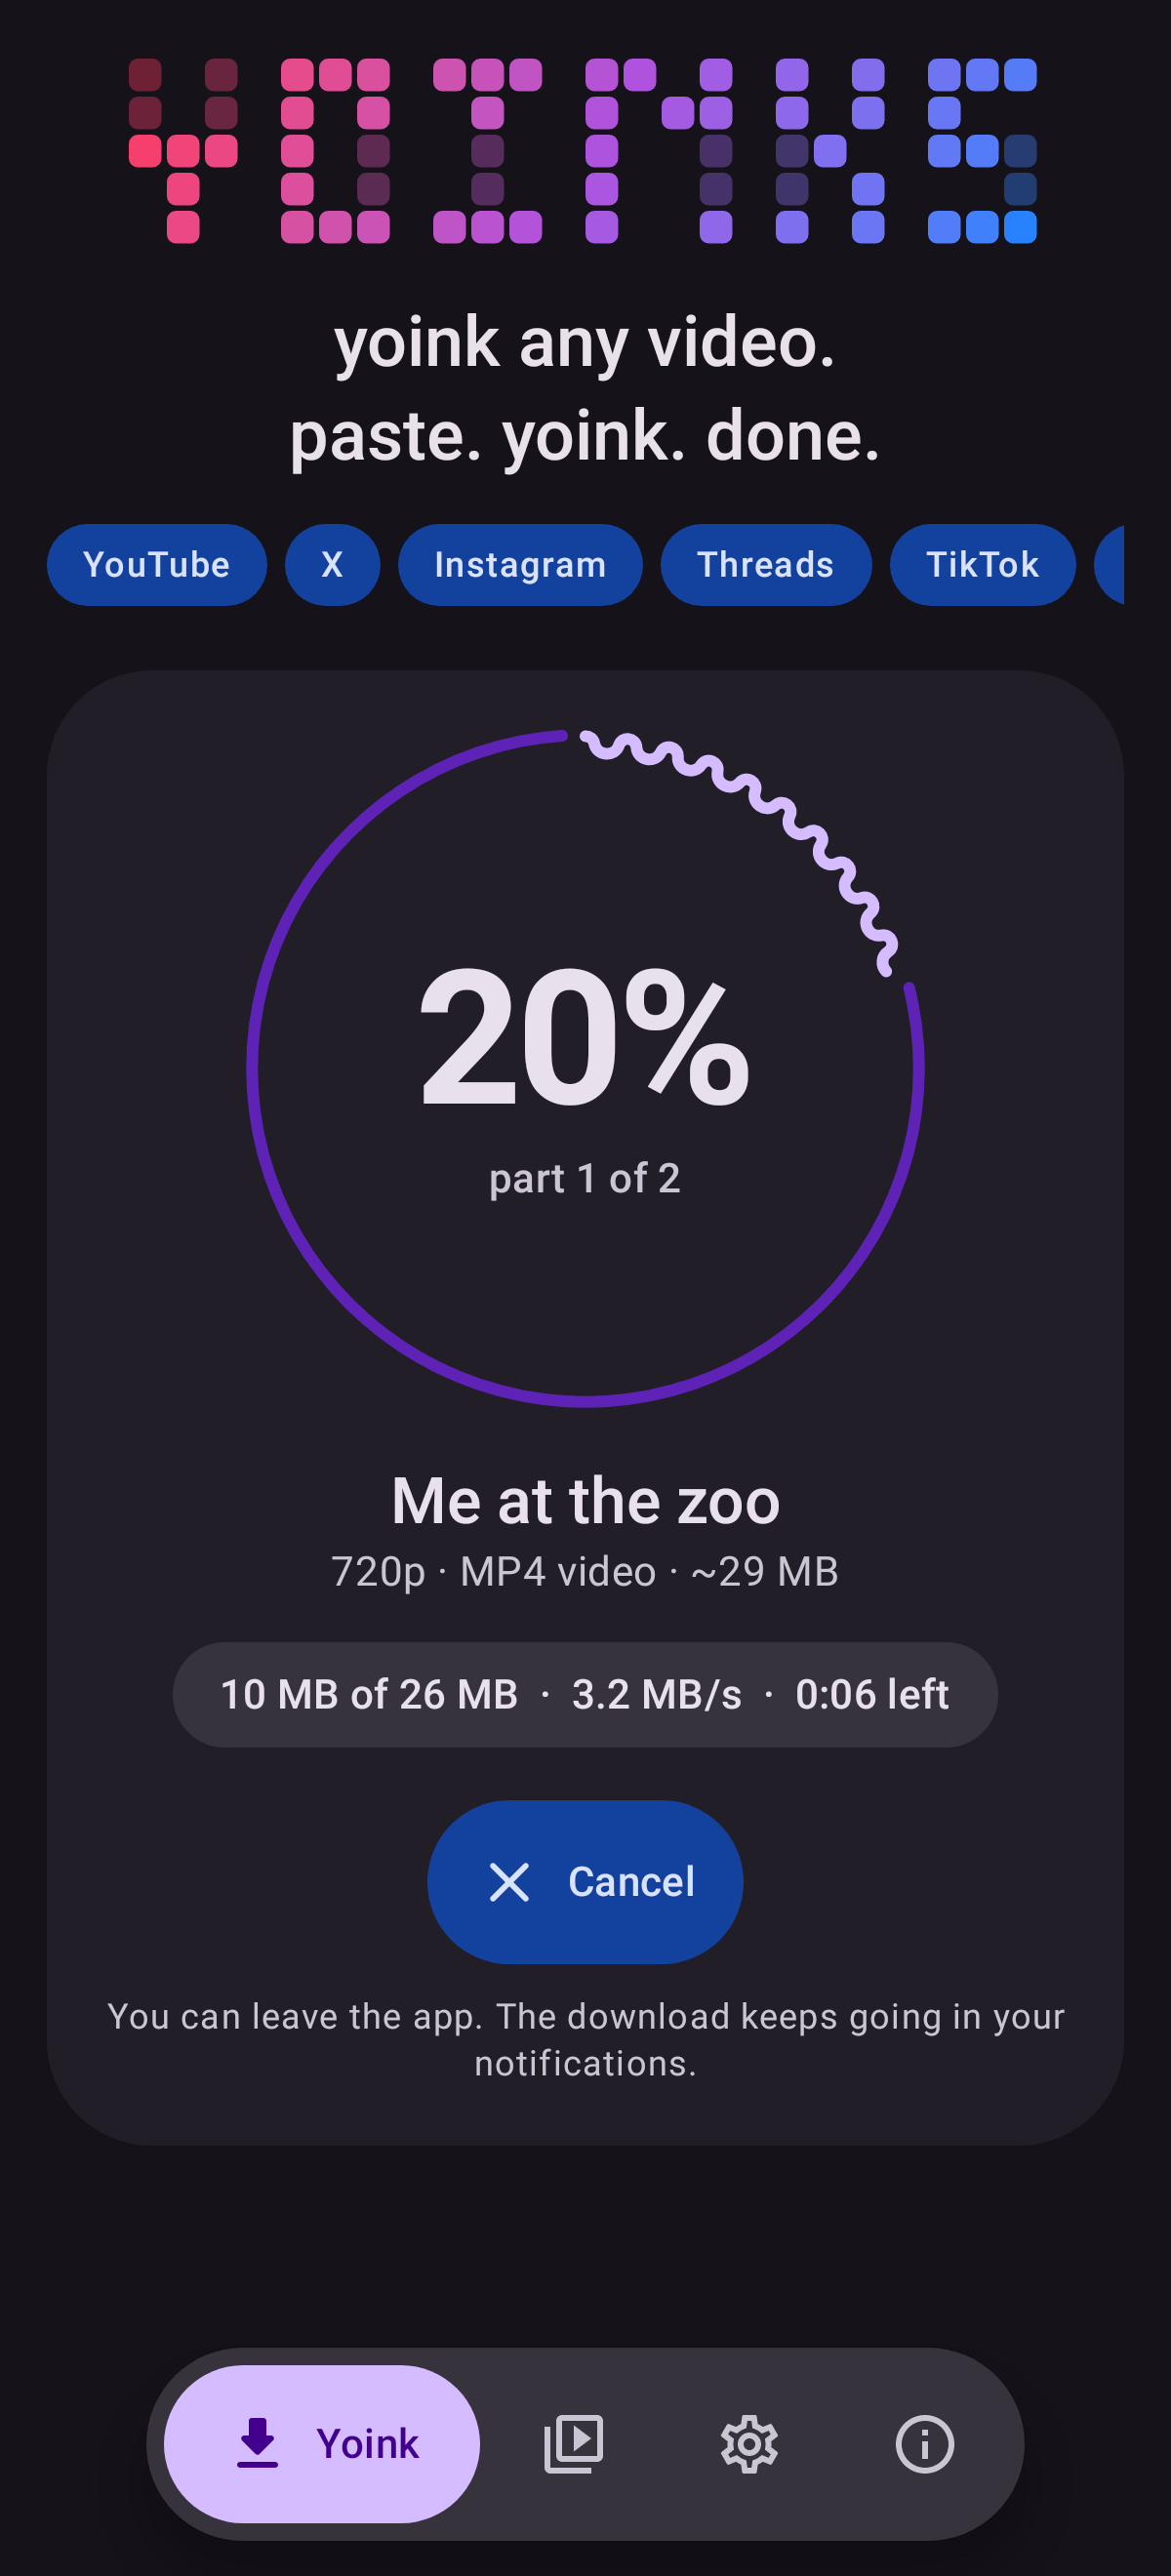 YOINKS
yoink any video.
paste. yoink. done.
YouTube X Instagram Threads TikTok
20%
part 1 of 2
Me at the zoo
720p · MP4 video · ~29 MB
10 MB of 26 MB · 3.2 MB/s · 0:06 left
Cancel
You can leave the app. The download keeps going in your
notifications.
Yoink